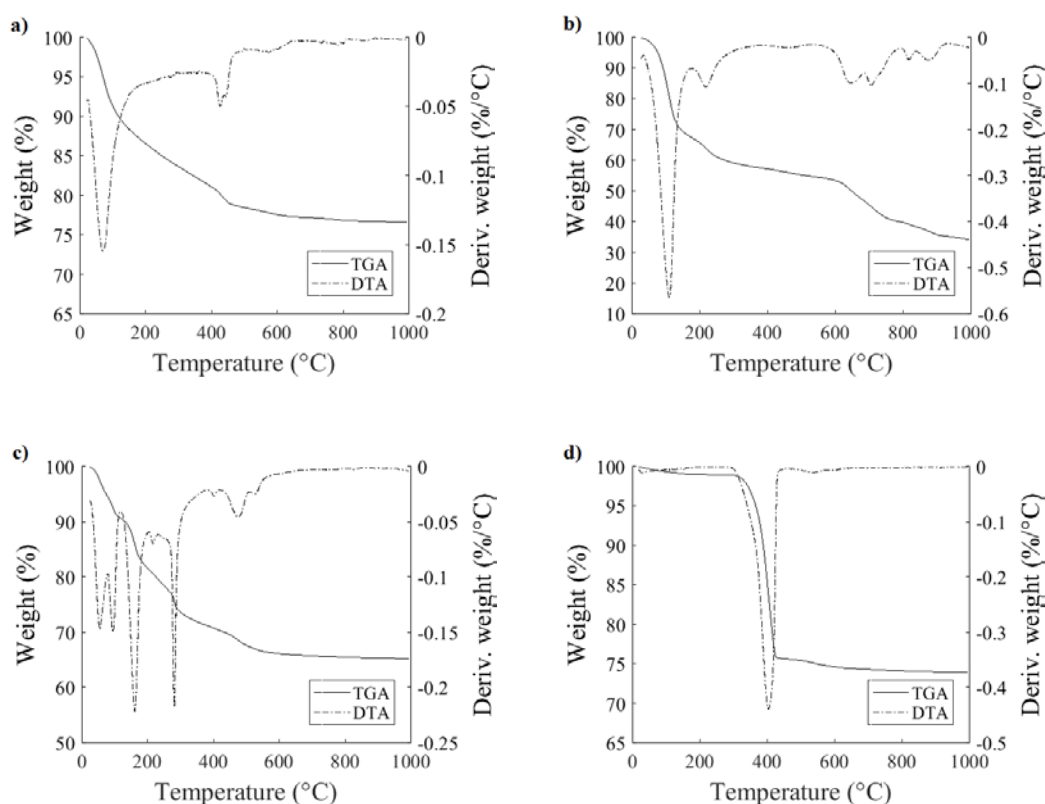 a)
100
95
90
85
80
75
70
65
Weight (%)
0
-0.05
-0.1
-0.15
-0.2
Deriv. weight (%/°C)
TGA
DTA
0 200 400 600 800 1000
Temperature (°C)
b)
100
90
80
70
60
50
40
30
20
10
Weight (%)
0
-0.1
-0.2
-0.3
-0.4
-0.5
-0.6
Deriv. weight (%/°C)
TGA
DTA
0 200 400 600 800 1000
Temperature (°C)
c)
100
90
80
70
60
50
Weight (%)
0
-0.05
-0.1
-0.15
-0.2
-0.25
Deriv. weight (%/°C)
TGA
DTA
0 200 400 600 800 1000
Temperature (°C)
d)
100
95
90
85
80
75
70
65
Weight (%)
0
-0.1
-0.2
-0.3
-0.4
-0.5
Deriv. weight (%/°C)
TGA
DTA
0 200 400 600 800 1000
Temperature (°C)